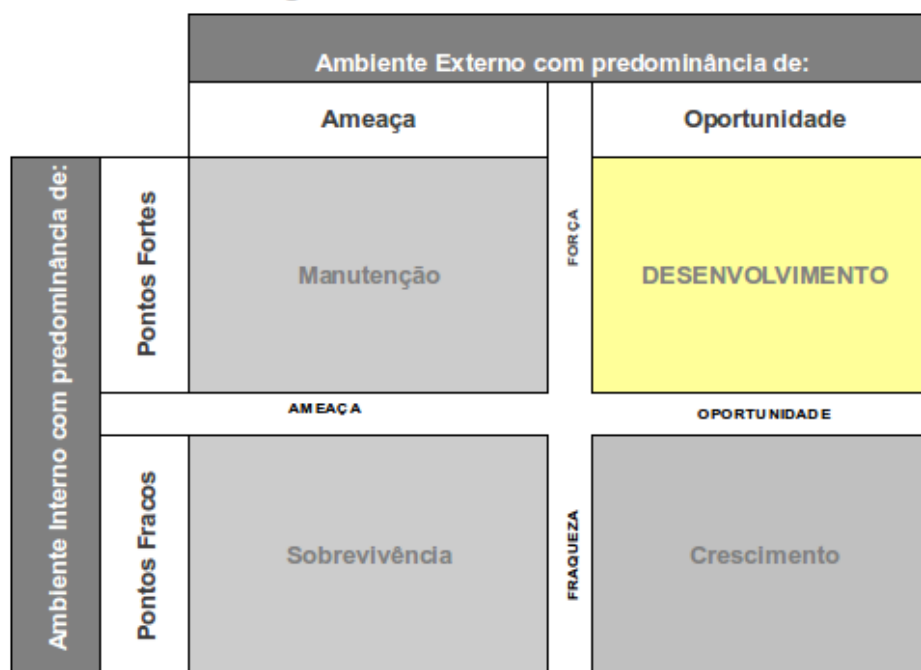 Ambiente Externo com predominância de:
Ameaça
Oportunidade
Ambiente Interno com predominância de:
Pontos Fortes
Manutenção
FORÇA
DESENVOLVIMENTO
AMEAÇA
OPORTUNIDADE
Pontos Fracos
Sobrevivência
FRAQUEZA
Crescimento